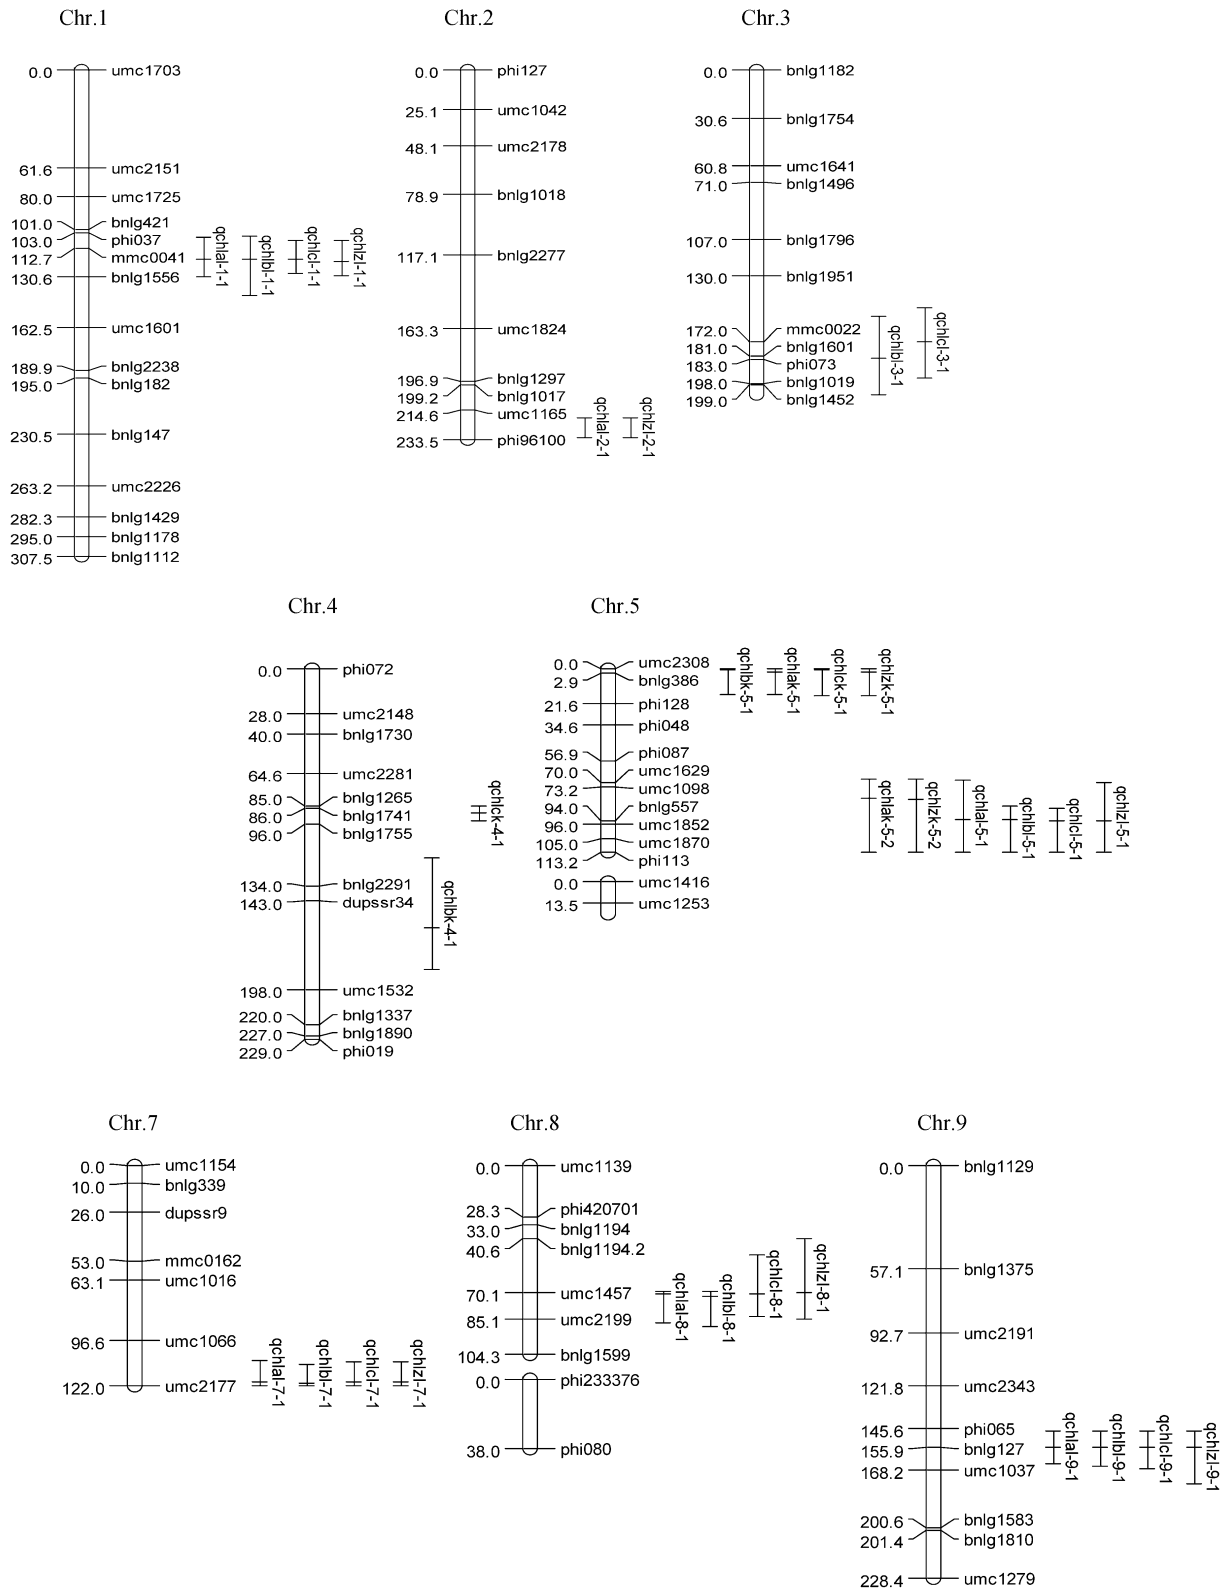 Chr.1
0.0 umc1703
61.6 umc2151
80.0 umc1725
101.0 bnlg421
103.0 phi037
112.7 mmc0041
130.6 bnlg1556
162.5 umc1601
189.9 bnlg2238
195.0 bnlg182
230.5 bnlg147
263.2 umc2226
282.3 bnlg1429
295.0 bnlg1178
307.5 bnlg1112
qchlal-1-1
qchlbl-1-1
qchlcl-1-1
qchlzl-1-1
Chr.2
0.0 phi127
25.1 umc1042
48.1 umc2178
78.9 bnlg1018
117.1 bnlg2277
163.3 umc1824
196.9 bnlg1297
199.2 bnlg1017
214.6 umc1165
233.5 phi96100
qchlal-2-1
qchlzl-2-1
Chr.3
0.0 bnlg1182
30.6 bnlg1754
60.8 umc1641
71.0 bnlg1496
107.0 bnlg1796
130.0 bnlg1951
172.0 mmc0022
181.0 bnlg1601
183.0 phi073
198.0 bnlg1019
199.0 bnlg1452
qchlbl-3-1
qchlcl-3-1
Chr.4
0.0 phi072
28.0 umc2148
40.0 bnlg1730
64.6 umc2281
85.0 bnlg1265
86.0 bnlg1741
96.0 bnlg1755
134.0 bnlg2291
143.0 dupssr34
198.0 umc1532
220.0 bnlg1337
227.0 bnlg1890
229.0 phi019
qchlbk-4-1
qchlck-4-1
Chr.5
0.0 umc2308
2.9 bnlg386
21.6 phi128
34.6 phi048
56.9 phi087
70.0 umc1629
73.2 umc1098
94.0 bnlg557
96.0 umc1852
105.0 umc1870
113.2 phi113
0.0 umc1416
13.5 umc1253
qchlbk-5-1
qchlak-5-1
qchlck-5-1
qchlzk-5-1
qchlak-5-2
qchlzk-5-2
qchlal-5-1
qchlbl-5-1
qchlcl-5-1
qchlzl-5-1
Chr.7
0.0 umc1154
10.0 bnlg339
26.0 dupssr9
53.0 mmc0162
63.1 umc1016
96.6 umc1066
122.0 umc2177
qchlal-7-1
qchlbl-7-1
qchlcl-7-1
qchlzl-7-1
Chr.8
0.0 umc1139
28.3 phi420701
33.0 bnlg1194
40.6 bnlg1194.2
70.1 umc1457
85.1 umc2199
104.3 bnlg1599
0.0 phi233376
38.0 phi080
qchlal-8-1
qchlbl-8-1
qchlcl-8-1
qchlzl-8-1
Chr.9
0.0 bnlg1129
57.1 bnlg1375
92.7 umc2191
121.8 umc2343
145.6 phi065
155.9 bnlg127
168.2 umc1037
200.6 bnlg1583
201.4 bnlg1810
228.4 umc1279
qchlal-9-1
qchlbl-9-1
qchlcl-9-1
qchlzl-9-1